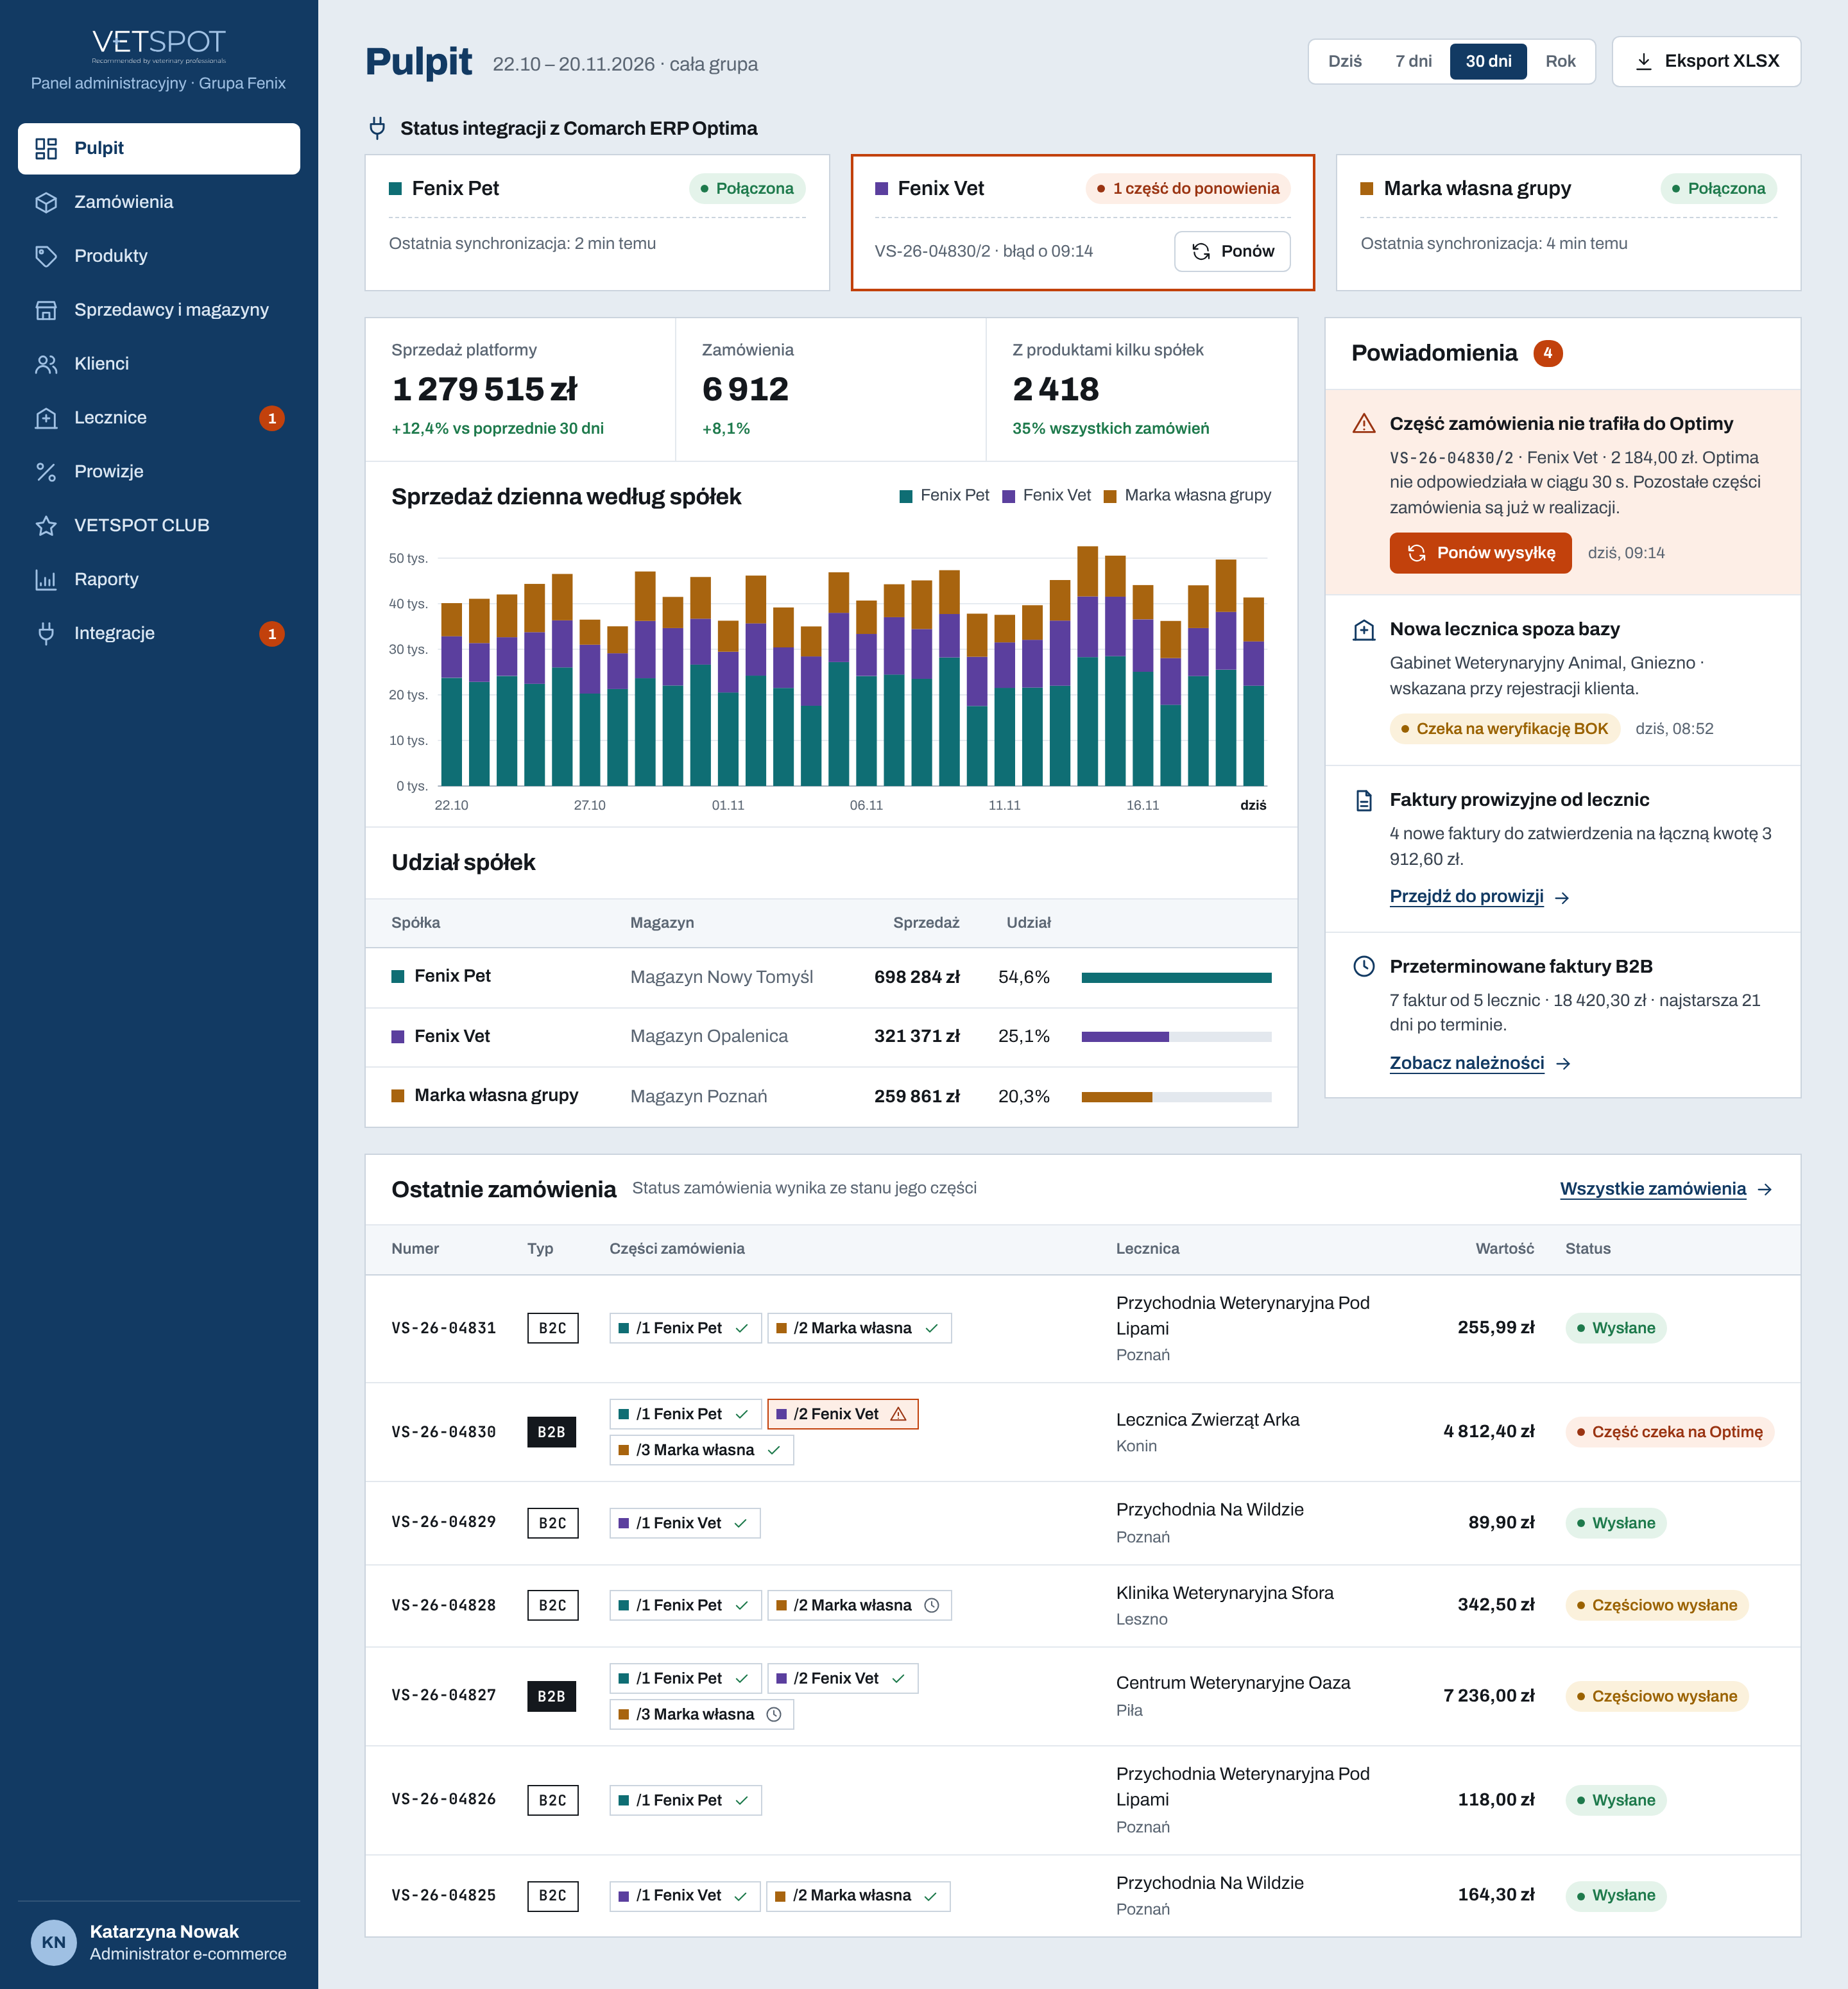 VETSPOT
Recommended by veterinary professionals
Panel administracyjny · Grupa Fenix
Pulpit
Zamówienia
Produkty
Sprzedawcy i magazyny
Klienci
Lecznice 1
Prowizje
VETSPOT CLUB
Raporty
Integracje 1
KN
Katarzyna Nowak
Administrator e-commerce
Pulpit 22.10 – 20.11.2026 · cała grupa
Dziś 7 dni 30 dni Rok
Eksport XLSX
Status integracji z Comarch ERP Optima
Fenix Pet Połączona
Ostatnia synchronizacja: 2 min temu
Fenix Vet 1 część do ponowienia
VS-26-04830/2 · błąd o 09:14 Ponów
Marka własna grupy Połączona
Ostatnia synchronizacja: 4 min temu
Sprzedaż platformy
1 279 515 zł
+12,4% vs poprzednie 30 dni
Zamówienia
6 912
+8,1%
Z produktami kilku spółek
2 418
35% wszystkich zamówień
Sprzedaż dzienna według spółek
Fenix Pet Fenix Vet Marka własna grupy
50 tys.
40 tys.
30 tys.
20 tys.
10 tys.
0 tys.
22.10 27.10 01.11 06.11 11.11 16.11 dziś
Udział spółek
Spółka Magazyn Sprzedaż Udział
Fenix Pet Magazyn Nowy Tomyśl 698 284 zł 54,6%
Fenix Vet Magazyn Opalenica 321 371 zł 25,1%
Marka własna grupy Magazyn Poznań 259 861 zł 20,3%
Powiadomienia 4
Część zamówienia nie trafiła do Optimy
VS-26-04830/2 · Fenix Vet · 2 184,00 zł. Optima
nie odpowiedziała w ciągu 30 s. Pozostałe części
zamówienia są już w realizacji.
Ponów wysyłkę dziś, 09:14
Nowa lecznica spoza bazy
Gabinet Weterynaryjny Animal, Gniezno ·
wskazana przy rejestracji klienta.
Czeka na weryfikację BOK dziś, 08:52
Faktury prowizyjne od lecznic
4 nowe faktury do zatwierdzenia na łączną kwotę 3
912,60 zł.
Przejdź do prowizji
Przeterminowane faktury B2B
7 faktur od 5 lecznic · 18 420,30 zł · najstarsza 21
dni po terminie.
Zobacz należności
Ostatnie zamówienia Status zamówienia wynika ze stanu jego części
Wszystkie zamówienia
Numer Typ Części zamówienia Lecznica Wartość Status
VS-26-04831 B2C /1 Fenix Pet /2 Marka własna
Przychodnia Weterynaryjna Pod
Lipami
Poznań
255,99 zł Wysłane
VS-26-04830 B2B /1 Fenix Pet /2 Fenix Vet
/3 Marka własna
Lecznica Zwierząt Arka
Konin
4 812,40 zł Część czeka na Optimę
VS-26-04829 B2C /1 Fenix Vet
Przychodnia Na Wildzie
Poznań
89,90 zł Wysłane
VS-26-04828 B2C /1 Fenix Pet /2 Marka własna
Klinika Weterynaryjna Sfora
Leszno
342,50 zł Częściowo wysłane
VS-26-04827 B2B /1 Fenix Pet /2 Fenix Vet
/3 Marka własna
Centrum Weterynaryjne Oaza
Piła
7 236,00 zł Częściowo wysłane
VS-26-04826 B2C /1 Fenix Pet
Przychodnia Weterynaryjna Pod
Lipami
Poznań
118,00 zł Wysłane
VS-26-04825 B2C /1 Fenix Vet /2 Marka własna
Przychodnia Na Wildzie
Poznań
164,30 zł Wysłane